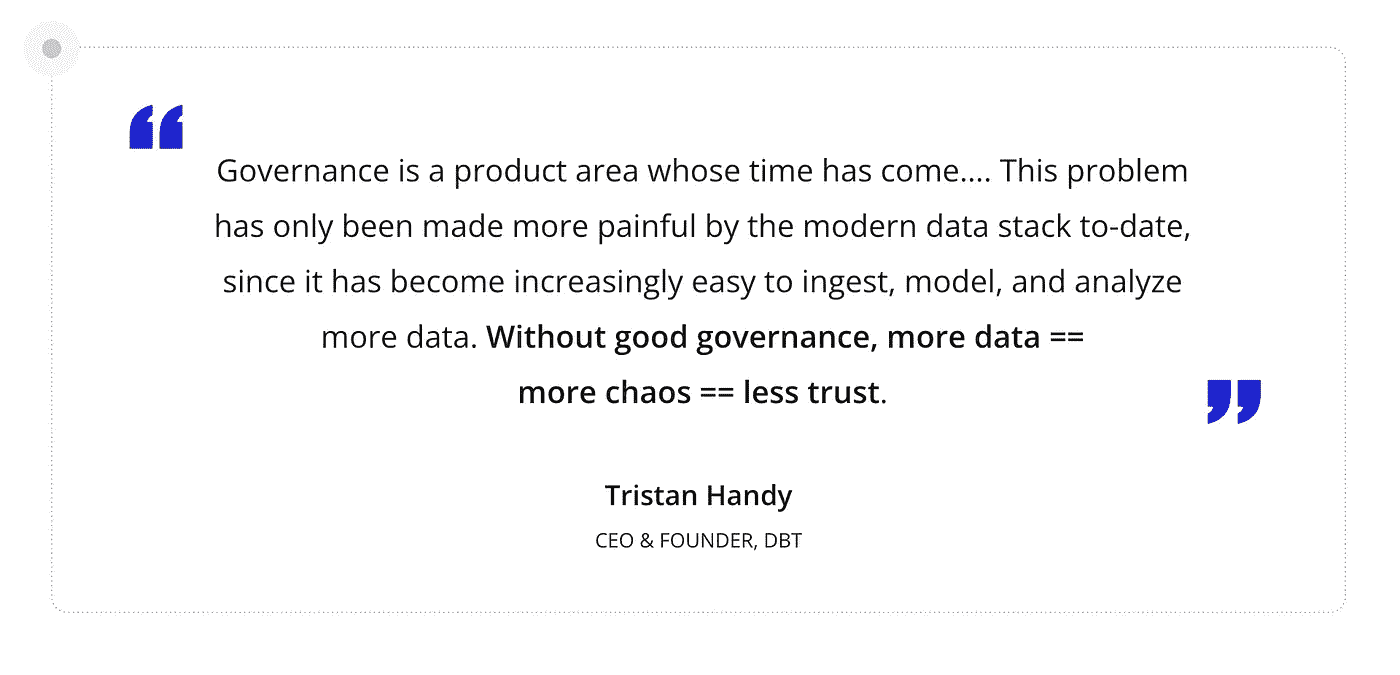 “
Governance is a product area whose time has come.... This problem
has only been made more painful by the modern data stack to-date,
since it has become increasingly easy to ingest, model, and analyze
more data. Without good governance, more data ==
more chaos == less trust.
”
Tristan Handy
CEO & FOUNDER, DBT